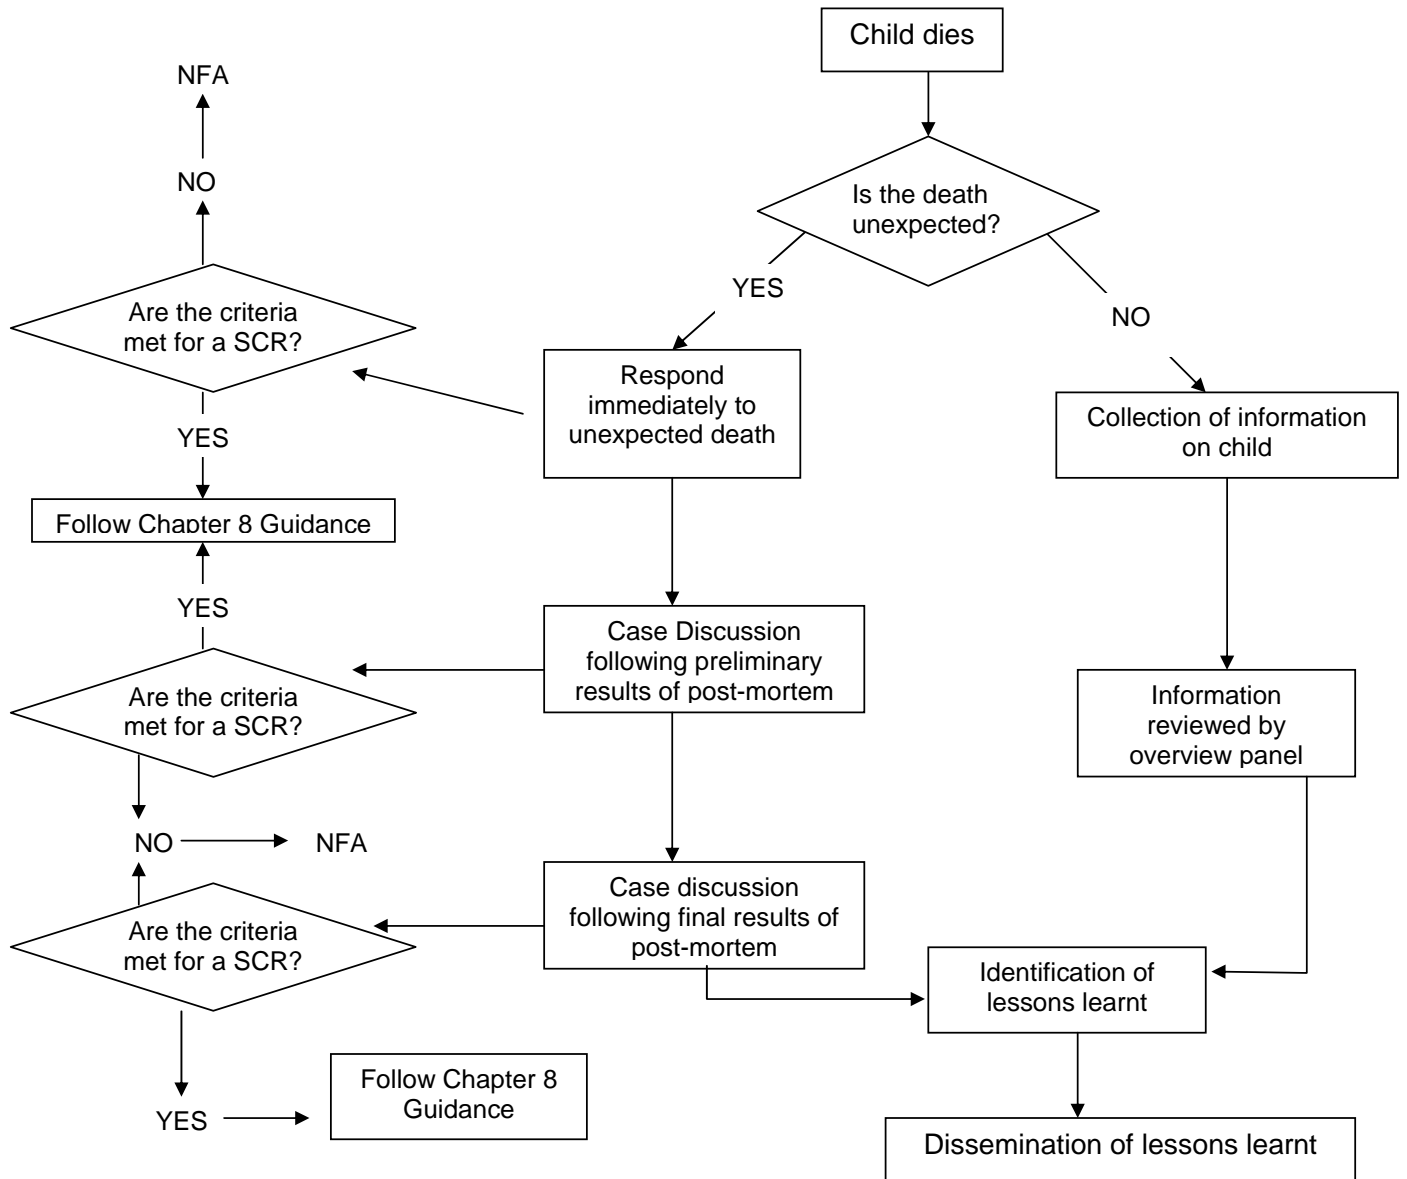 Child dies
NFA
NO
Is the death
unexpected?
YES
NO
Are the criteria
met for a SCR?
Respond
immediately to
unexpected death
Collection of information
on child
YES
Follow Chapter 8 Guidance
YES
Case Discussion
following preliminary
results of post-mortem
Are the criteria
met for a SCR?
Information
reviewed by
overview panel
NO
NFA
Case discussion
following final results of
post-mortem
Are the criteria
met for a SCR?
Identification of
lessons learnt
Follow Chapter 8
Guidance
YES
Dissemination of lessons learnt